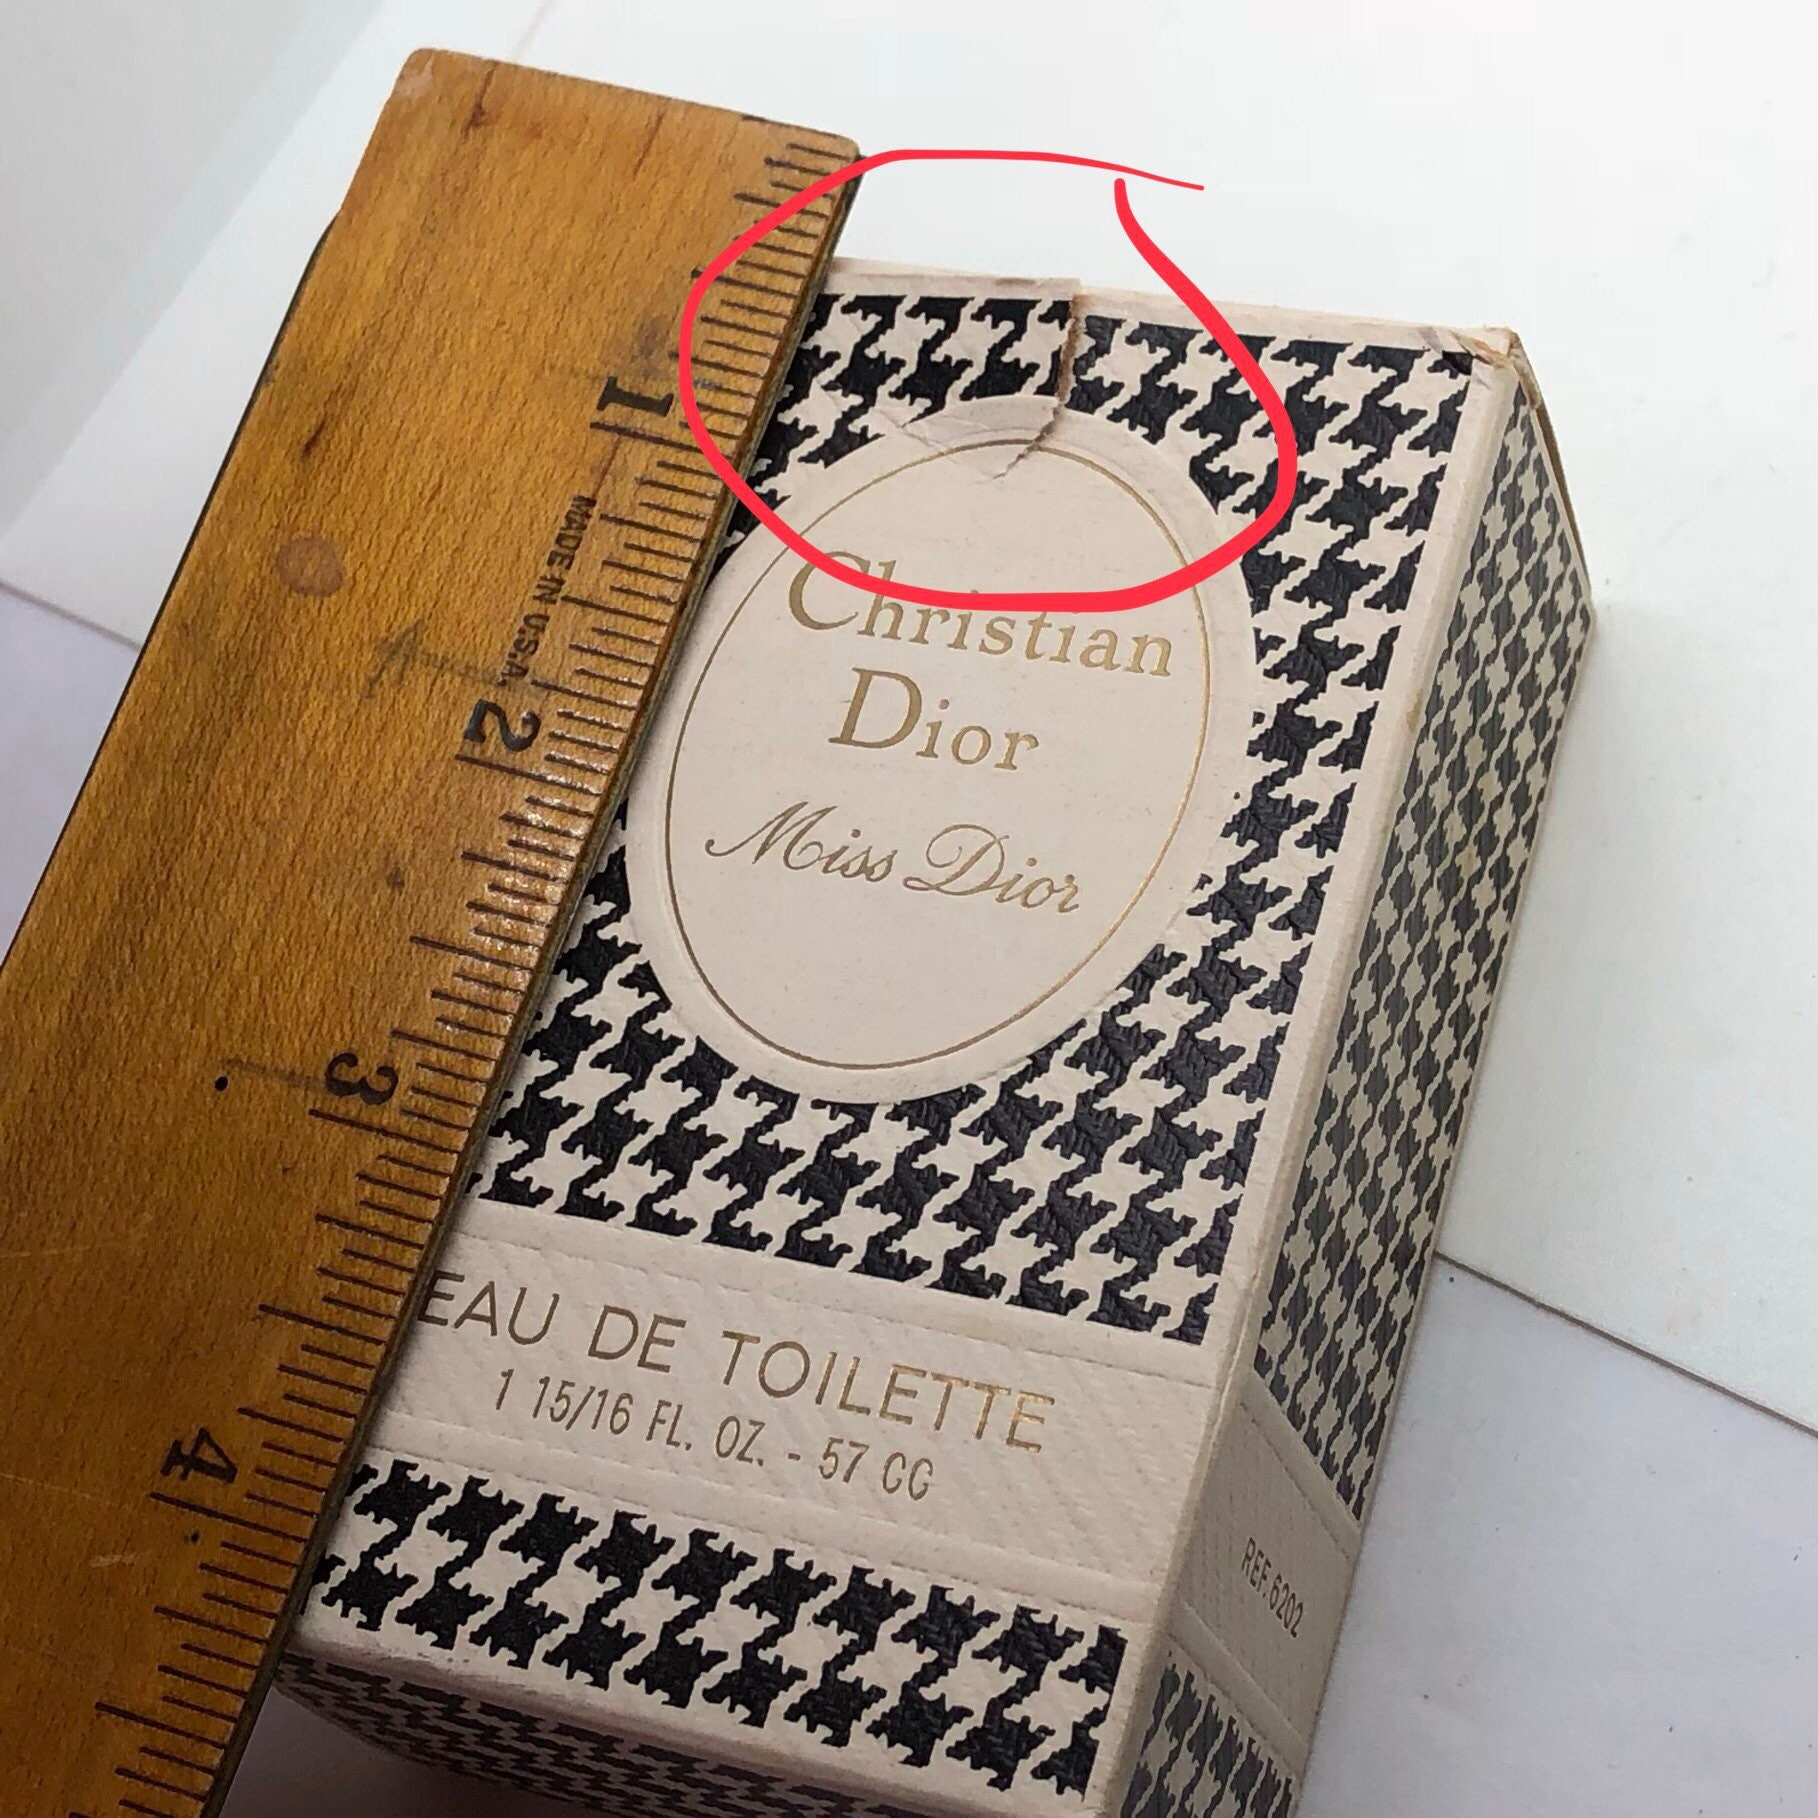 1
MADE IN U.S.A.
2
3
4
Christian
Dior
Miss Dior
EAU DE TOILETTE
1 15/16 FL. OZ. - 57 CC
REF. 6202